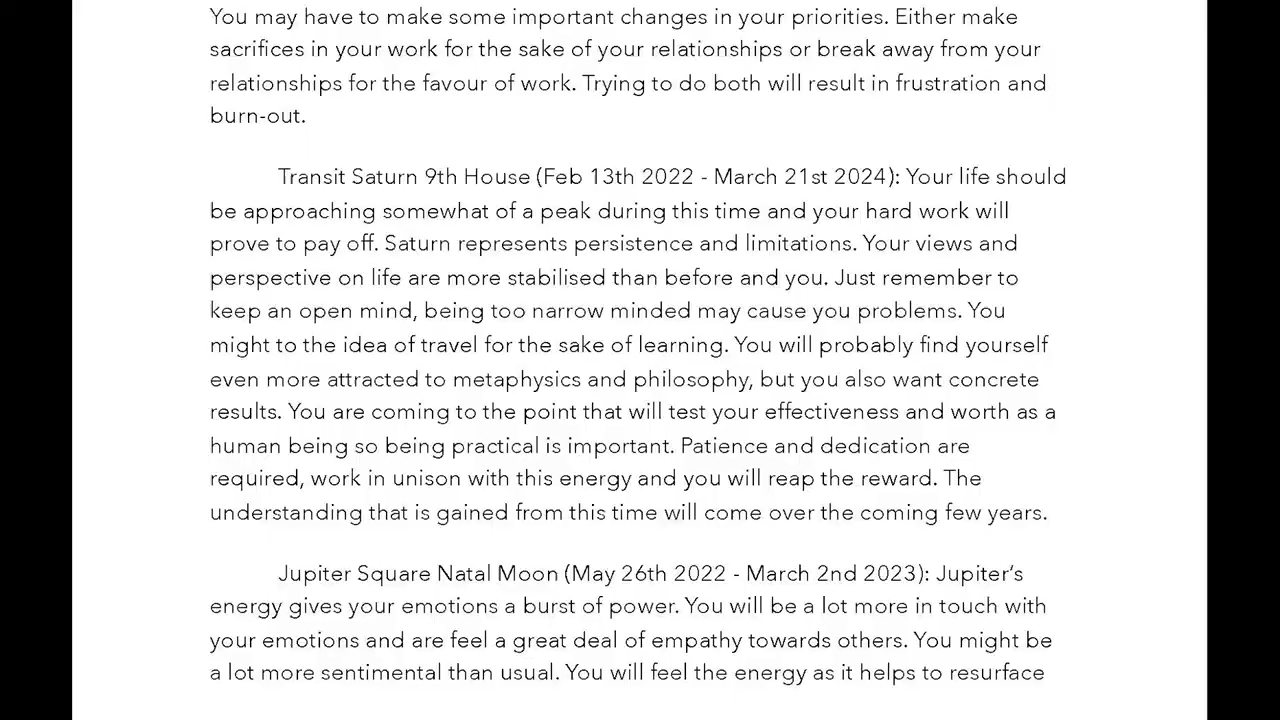 You may have to make some important changes in your priorities. Either make
sacrifices in your work for the sake of your relationships or break away from your
relationships for the favour of work. Trying to do both will result in frustration and
burn-out.
Transit Saturn 9th House (Feb 13th 2022 - March 21st 2024): Your life should
be approaching somewhat of a peak during this time and your hard work will
prove to pay off. Saturn represents persistence and limitations. Your views and
perspective on life are more stabilised than before and you. Just remember to
keep an open mind, being too narrow minded may cause you problems. You
might to the idea of travel for the sake of learning. You will probably find yourself
even more attracted to metaphysics and philosophy, but you also want concrete
results. You are coming to the point that will test your effectiveness and worth as a
human being so being practical is important. Patience and dedication are
required, work in unison with this energy and you will reap the reward. The
understanding that is gained from this time will come over the coming few years.
Jupiter Square Natal Moon (May 26th 2022 - March 2nd 2023): Jupiter's
energy gives your emotions a burst of power. You will be a lot more in touch with
your emotions and are feel a great deal of empathy towards others. You might be
a lot more sentimental than usual. You will feel the energy as it helps to resurface